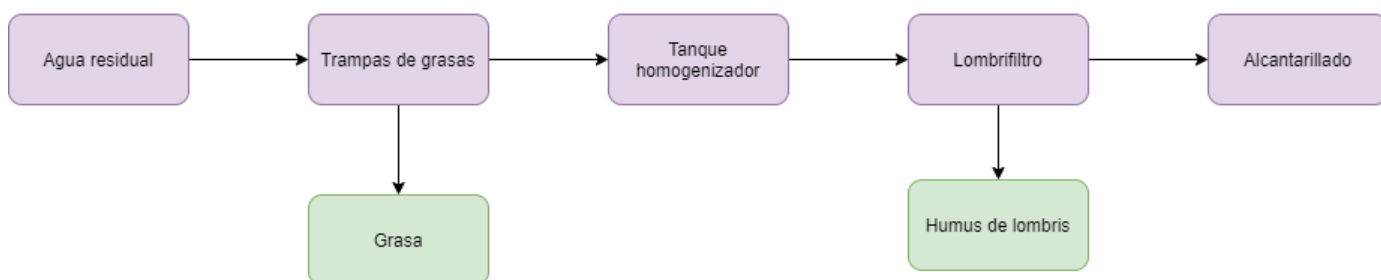 Agua residual
Trampas de grasas
Tanque
homogenizador
Lombrifiltro
Alcantarillado
Grasa
Humus de lombris